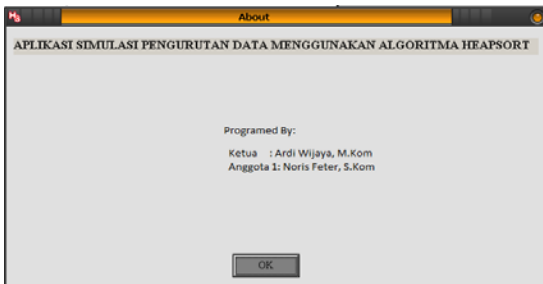 About
APLIKASI SIMULASI PENGURUTAN DATA MENGGUNAKAN ALGORITMA HEAPSORT
Programed By:
Ketua : Ardi Wijaya, M.Kom
Anggota 1: Noris Feter, S.Kom
OK